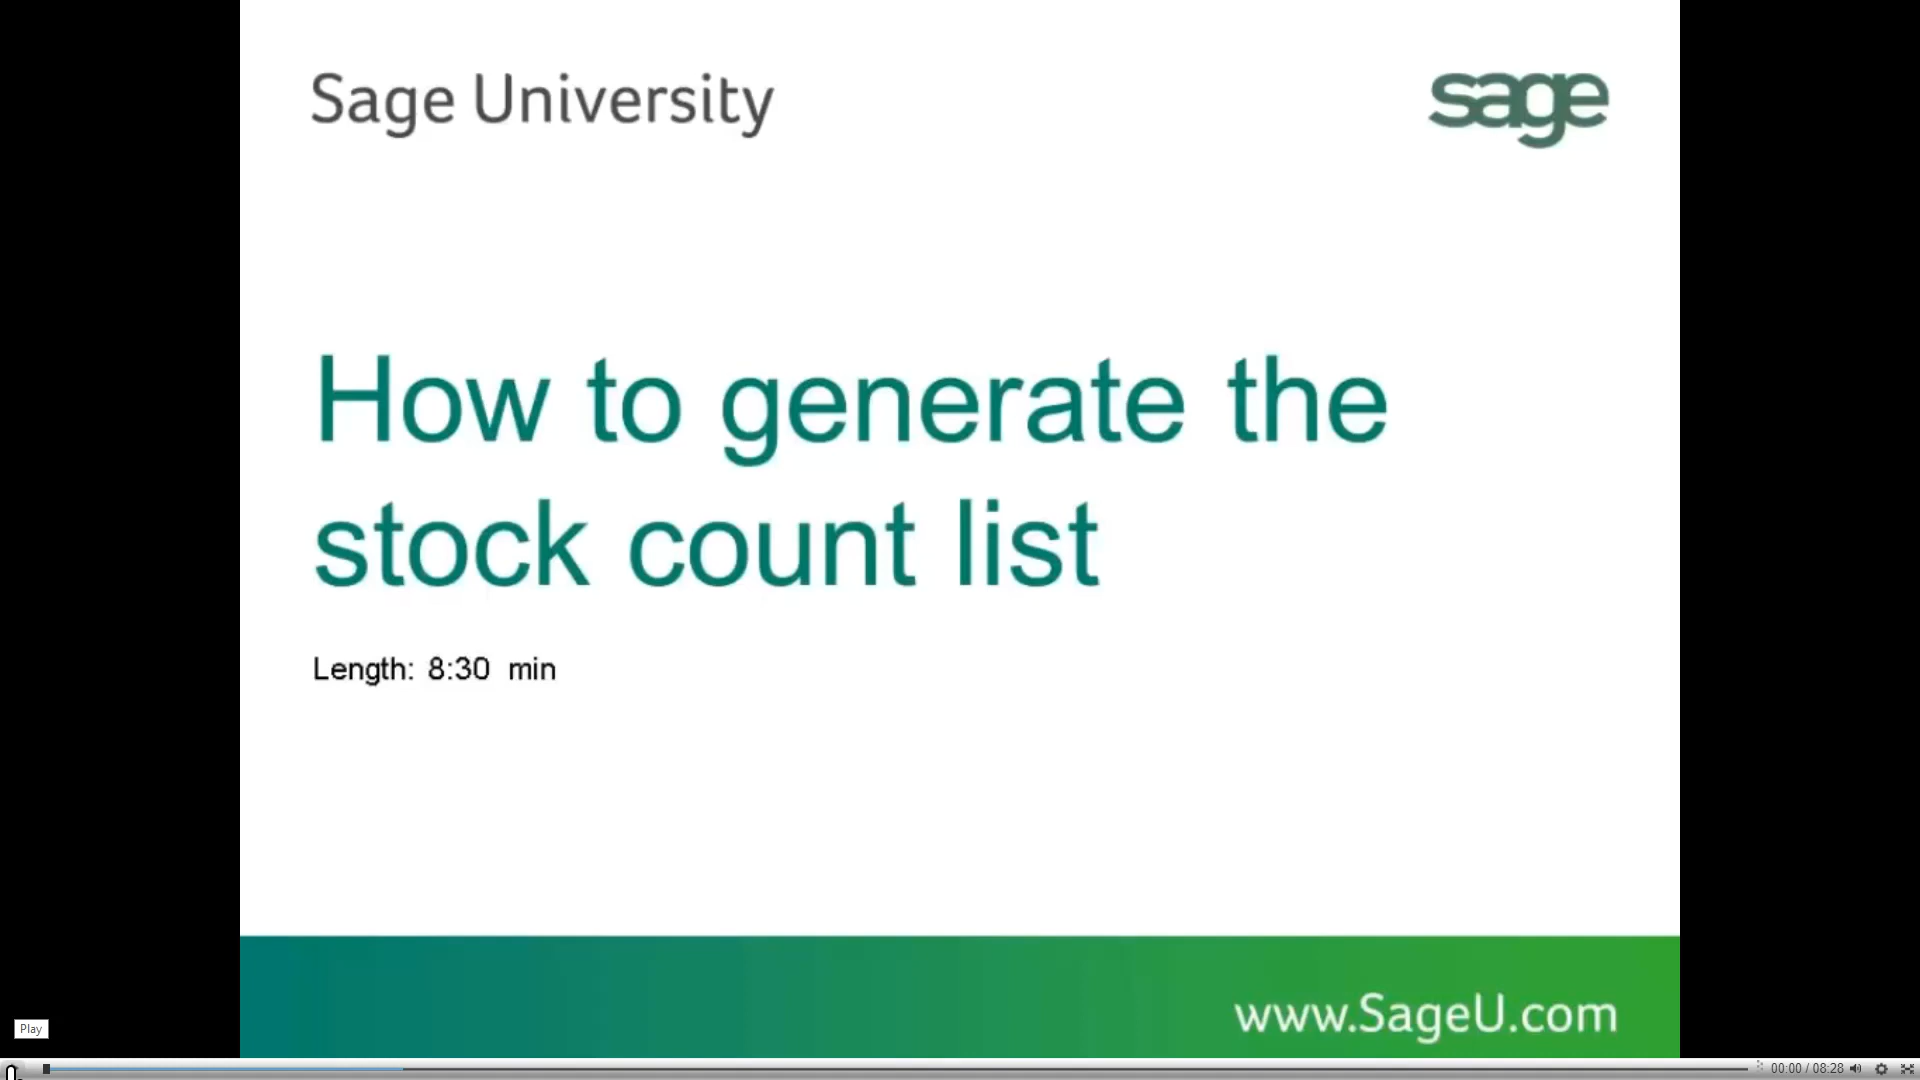 Sage University
sage
How to generate the
stock count list
Length: 8:30 min
www.SageU.com
Play
00:00 / 08:28